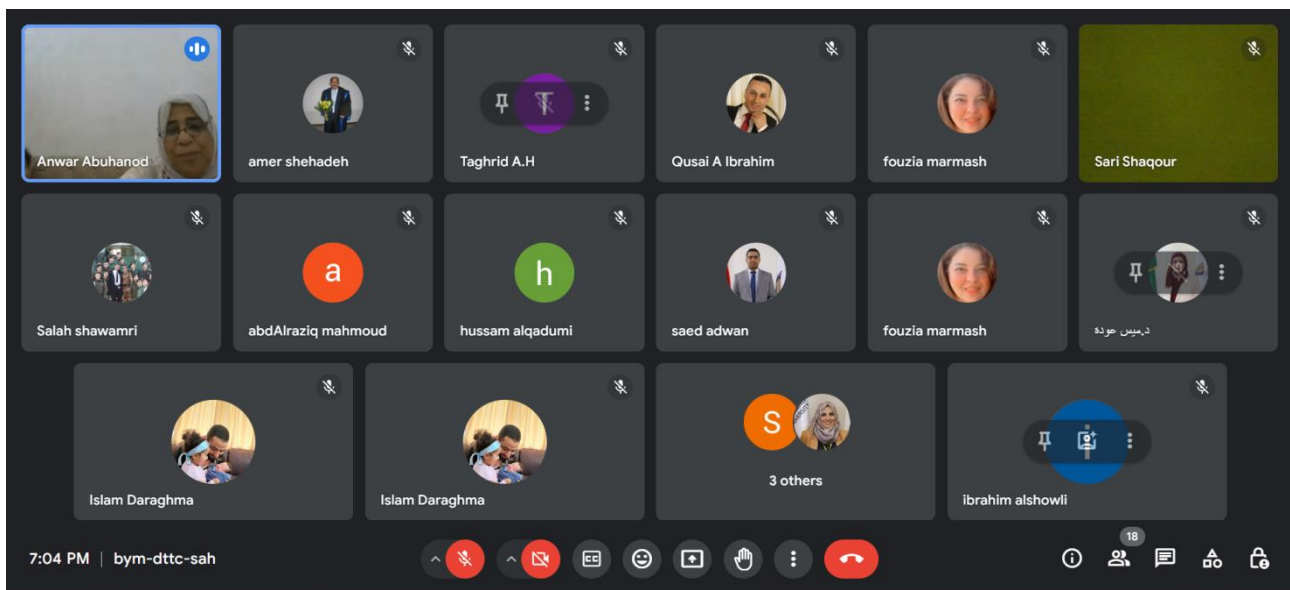 Anwar Abuhanod
amer shehadeh
T
Taghrid A.H
Qusai A Ibrahim
fouzia marmash
Sari Shaqour
Salah shawamri
a
abdAlraziq mahmoud
h
hussam alqadumi
saed adwan
fouzia marmash
د.ميس عودة
Islam Daraghma
Islam Daraghma
S
3 others
i
ibrahim alshowli
7:04 PM | bym-dttc-sah
CC
18